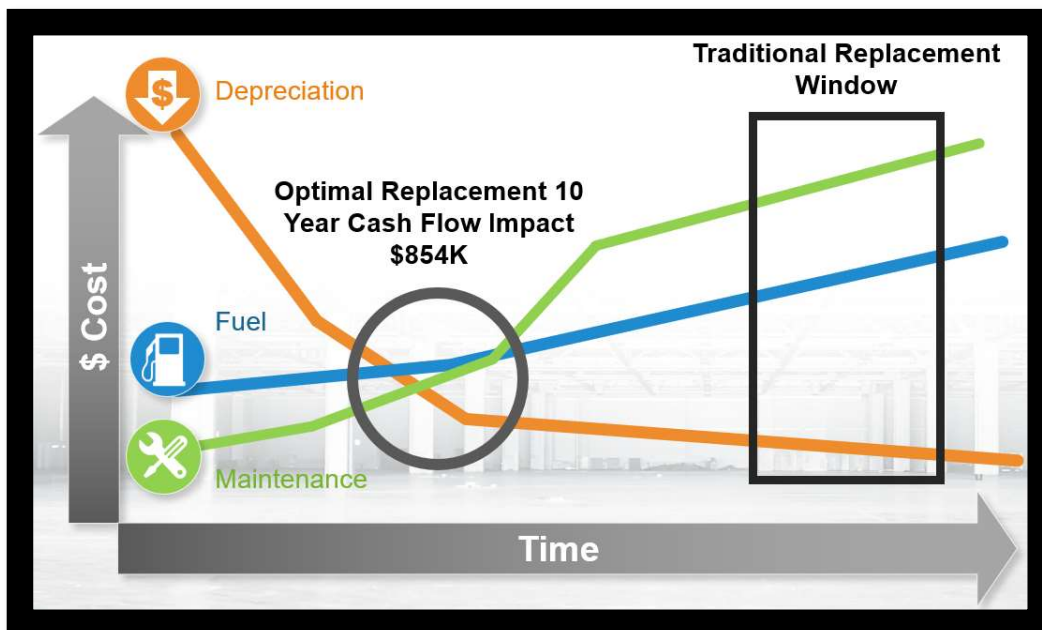 Traditional Replacement
Window
$
Depreciation
Optimal Replacement 10
Year Cash Flow Impact
$854K
$ Cost
Fuel
Maintenance
Time